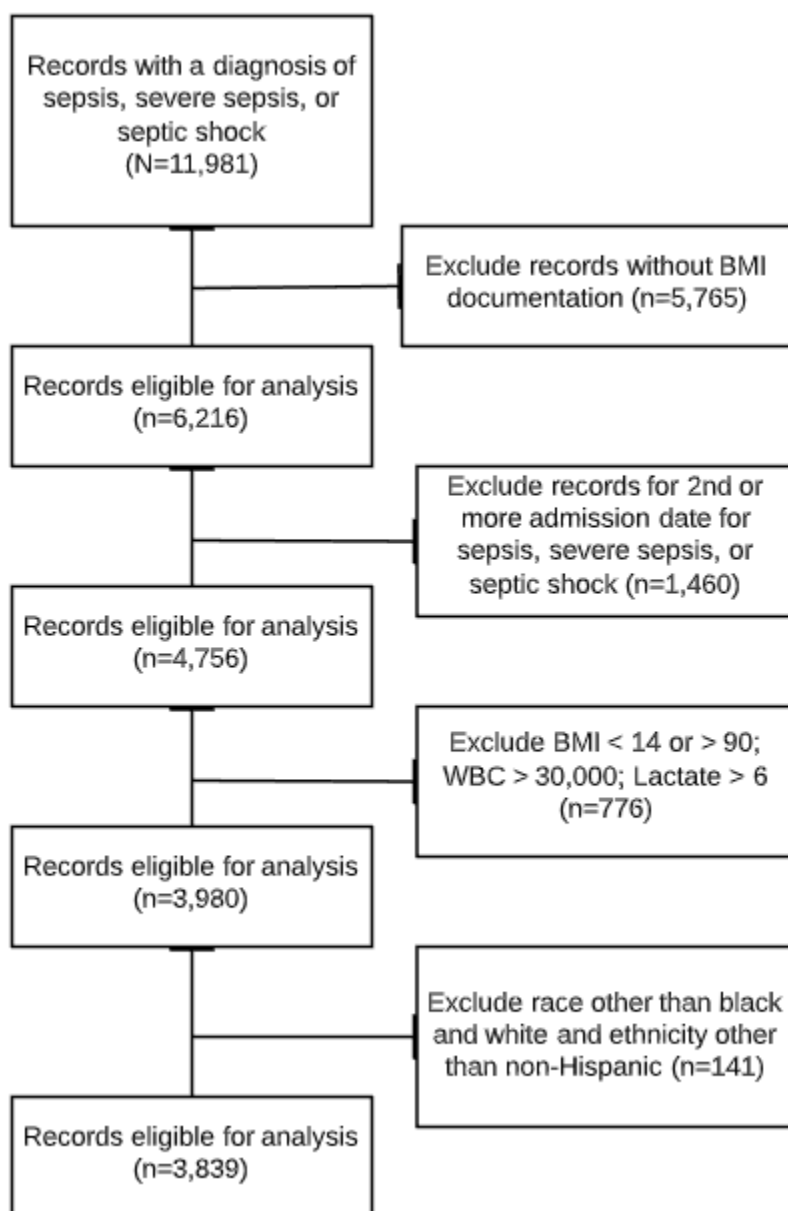 Records with a diagnosis of
sepsis, severe sepsis, or
septic shock
(N=11,981)
Exclude records without BMI
documentation (n=5,765)
Records eligible for analysis
(n=6,216)
Exclude records for 2nd or
more admission date for
sepsis, severe sepsis, or
septic shock (n=1,460)
Records eligible for analysis
(n=4,756)
Exclude BMI < 14 or > 90;
WBC > 30,000; Lactate > 6
(n=776)
Records eligible for analysis
(n=3,980)
Exclude race other than black
and white and ethnicity other
than non-Hispanic (n=141)
Records eligible for analysis
(n=3,839)